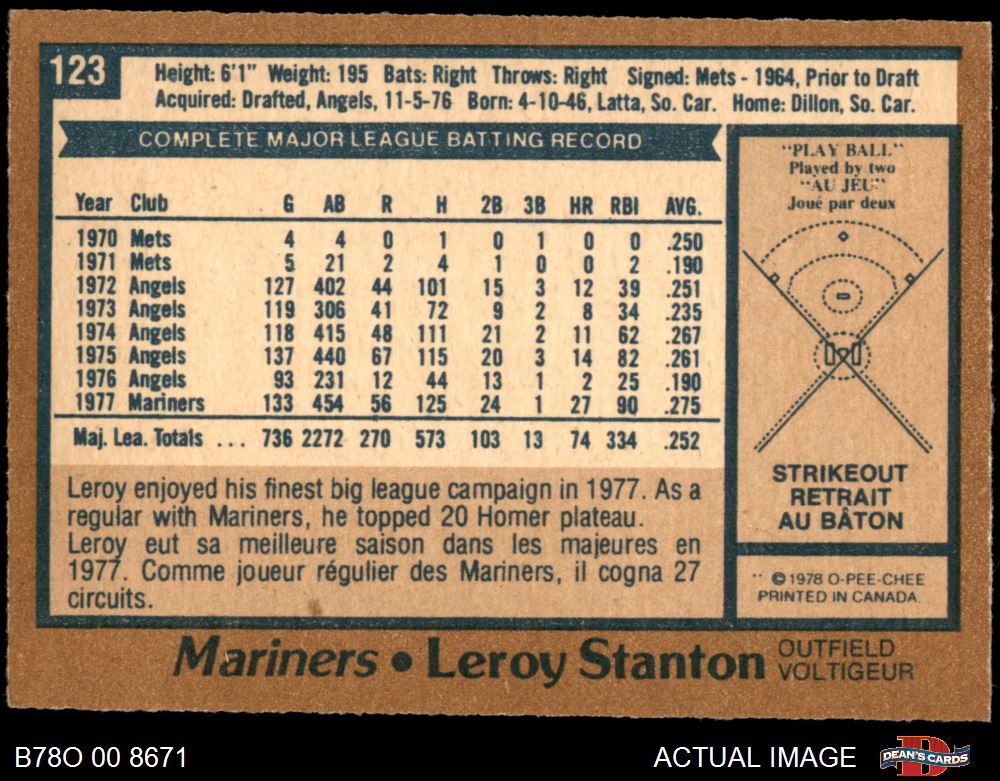 123
Height: 6'1" Weight: 195 Bats: Right Throws: Right Signed: Mets - 1964, Prior to Draft
Acquired: Drafted, Angels, 11-5-76 Born: 4-10-46, Latta, So. Car. Home: Dillon, So. Car.
COMPLETE MAJOR LEAGUE BATTING RECORD
Year Club G AB R H 2B 3B HR RBI AVG.
1970 Mets 4 4 0 1 0 1 0 0 .250
1971 Mets 5 21 2 4 1 0 0 2 .190
1972 Angels 127 402 44 101 15 3 12 39 .251
1973 Angels 119 306 41 72 9 2 8 34 .235
1974 Angels 118 415 48 111 21 2 11 62 .267
1975 Angels 137 440 67 115 20 3 14 82 .261
1976 Angels 93 231 12 44 13 1 2 25 .190
1977 Mariners 133 454 56 125 24 1 27 90 .275
Maj. Lea. Totals ... 736 2272 270 573 103 13 74 334 .252
Leroy enjoyed his finest big league campaign in 1977. As a
regular with Mariners, he topped 20 Homer plateau.
Leroy eut sa meilleure saison dans les majeures en
1977. Comme joueur régulier des Mariners, il cogna 27
circuits.
"PLAY BALL"
Played by two
"AU JEU"
Joué par deux
STRIKEOUT
RETRAIT
AU BÂTON
** © 1978 O-PEE-CHEE
PRINTED IN CANADA.
Mariners • Leroy Stanton OUTFIELD
VOLTIGEUR
B78O 00 8671
ACTUAL IMAGE
DEAN'S CARDS